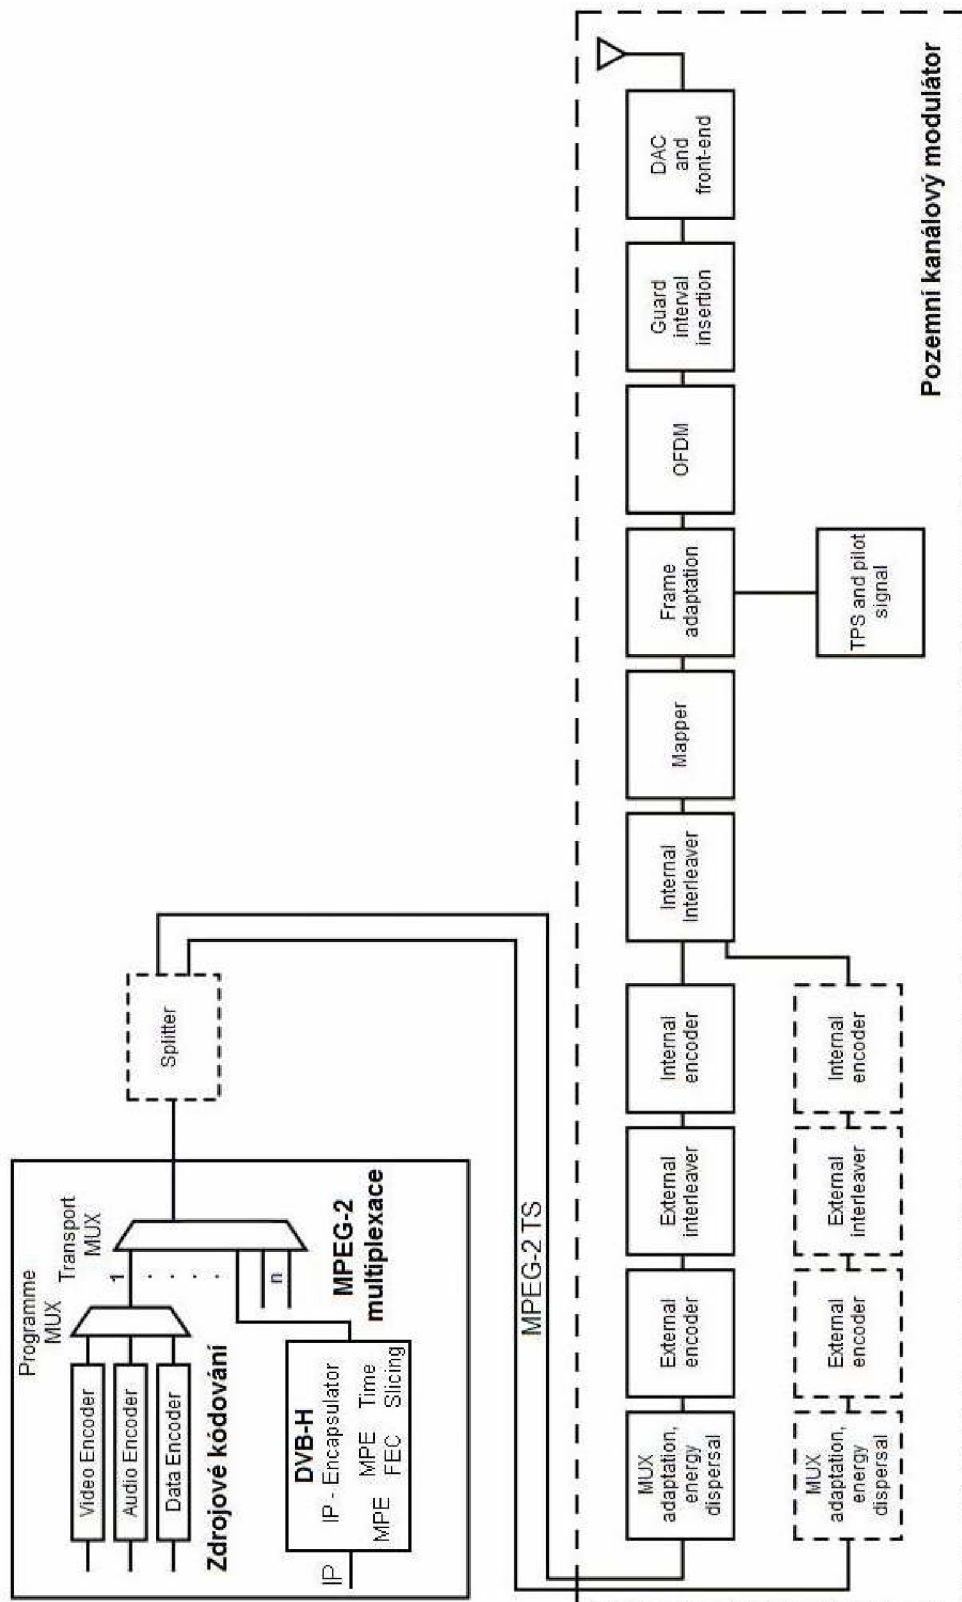 Programme
MUX
Transport
MUX
Video Encoder
Audio Encoder
Data Encoder
Zdrojové kódování
1
n
DVB-H
IP - Encapsulator
MPE
MPE
FEC
Time
Slicing
IP
MPEG-2
multiplexace
Splitter
MPEG-2 TS
MUX
adaptation,
energy
dispersal
External
encoder
External
interleaver
Internal
encoder
Internal
Interleaver
Mapper
Frame
adaptation
OFDM
Guard
interval
insertion
DAC
and
front-end
TPS and pilot
signal
MUX
adaptation,
energy
dispersal
External
encoder
External
interleaver
Internal
encoder
Pozemní kanálový modulátor